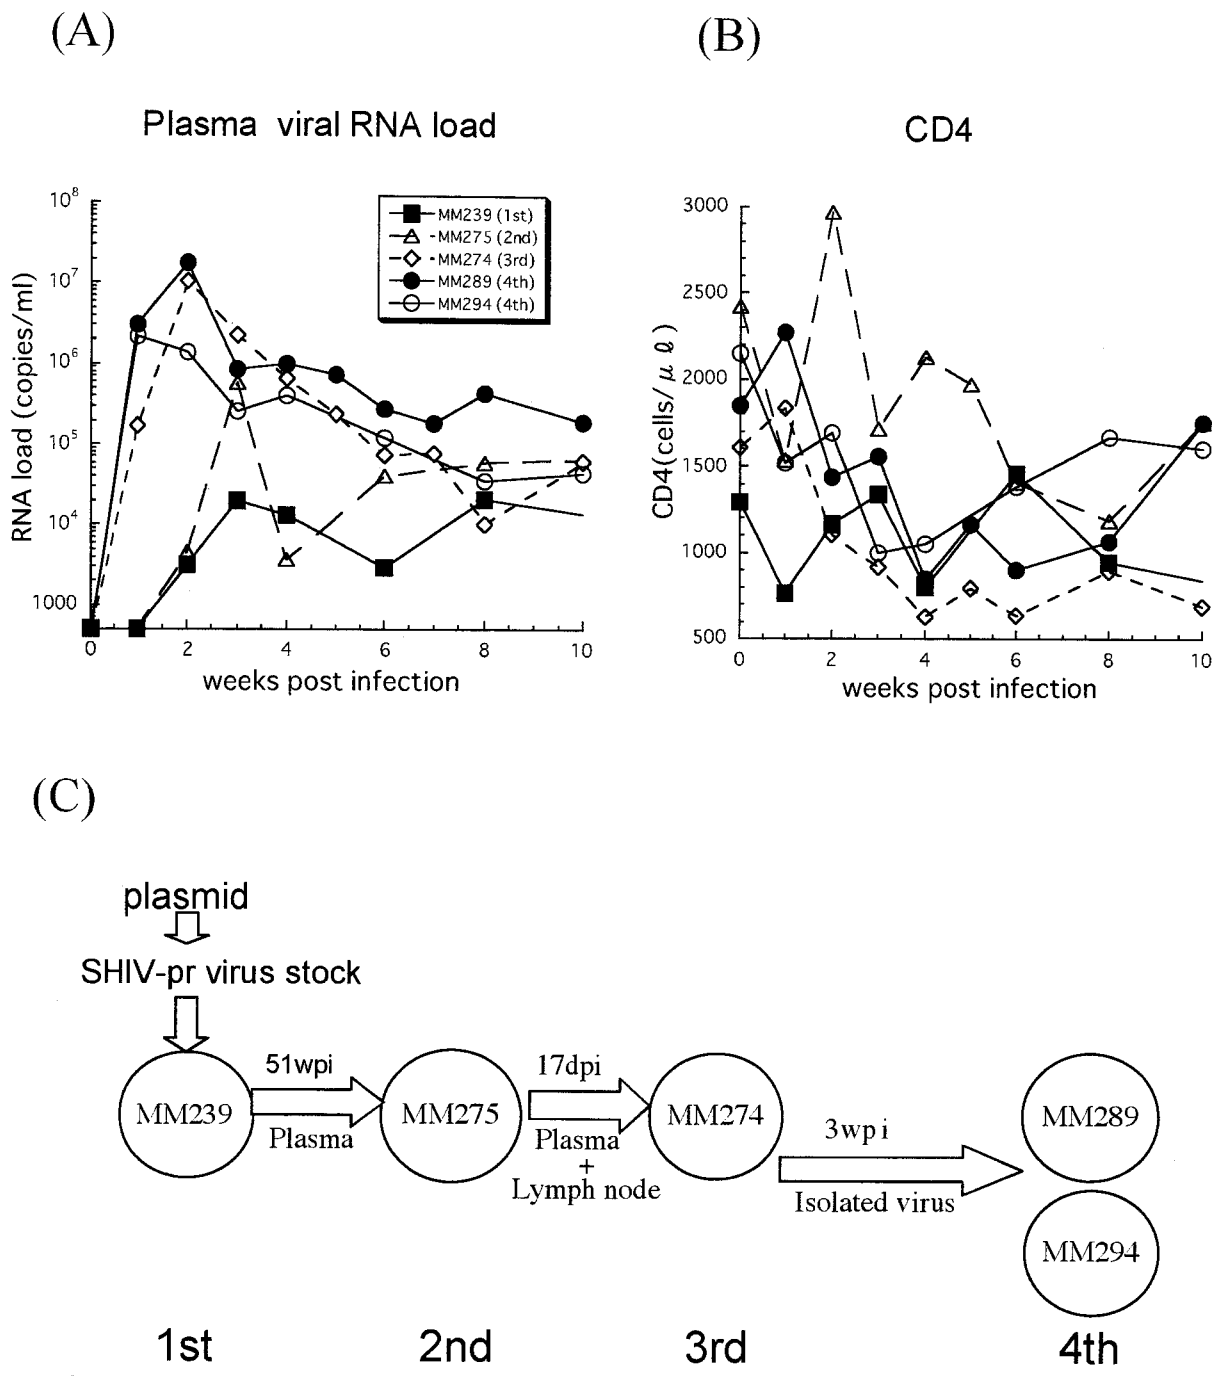 (A)
Plasma viral RNA load
10⁸
10⁷
10⁶
10⁵
10⁴
1000
RNA load (copies/ml)
MM239 (1st)
MM275 (2nd)
MM274 (3rd)
MM289 (4th)
MM294 (4th)
0 2 4 6 8 10
weeks post infection
(B)
CD4
3000
2500
2000
1500
1000
500
CD4(cells/μℓ)
0 2 4 6 8 10
weeks post infection
(C)
plasmid
SHIV-pr virus stock
MM239
51wpi
Plasma
MM275
17dpi
Plasma
+
Lymph node
MM274
3wpi
Isolated virus
MM289
MM294
1st 2nd 3rd 4th